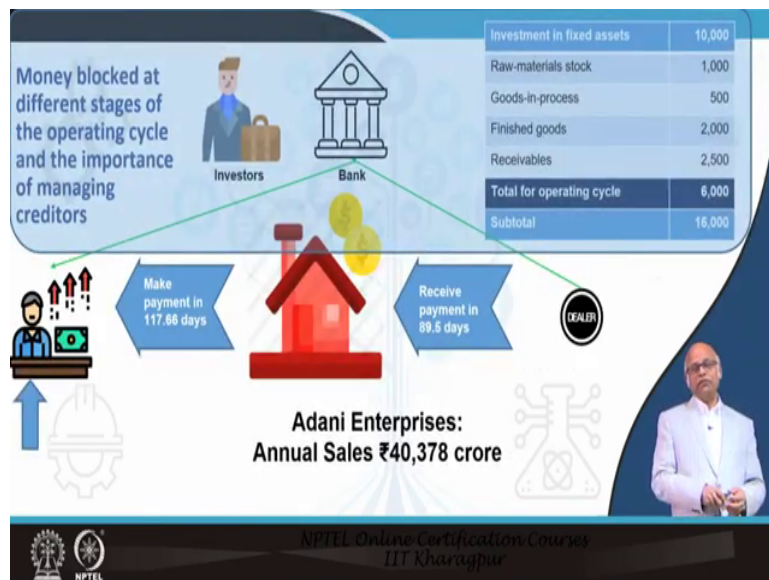 Money blocked at
different stages of
the operating cycle
and the importance
of managing
creditors
Investors
Bank
Investment in fixed assets 10,000
Raw-materials stock 1,000
Goods-in-process 500
Finished goods 2,000
Receivables 2,500
Total for operating cycle 6,000
Subtotal 16,000
Make
payment in
117.66 days
Receive
payment in
89.5 days
DEALER
Adani Enterprises:
Annual Sales ₹40,378 crore
NPTEL Online Certification Courses
IIT Kharagpur
NPTEL